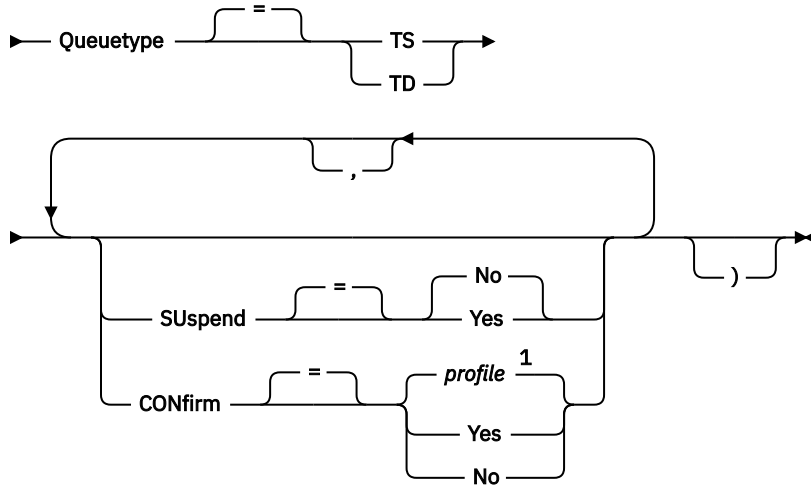 =
Queuetype TS
TD
,
)
No
=
SUspend Yes
1
= profile
CONfirm
Yes
No